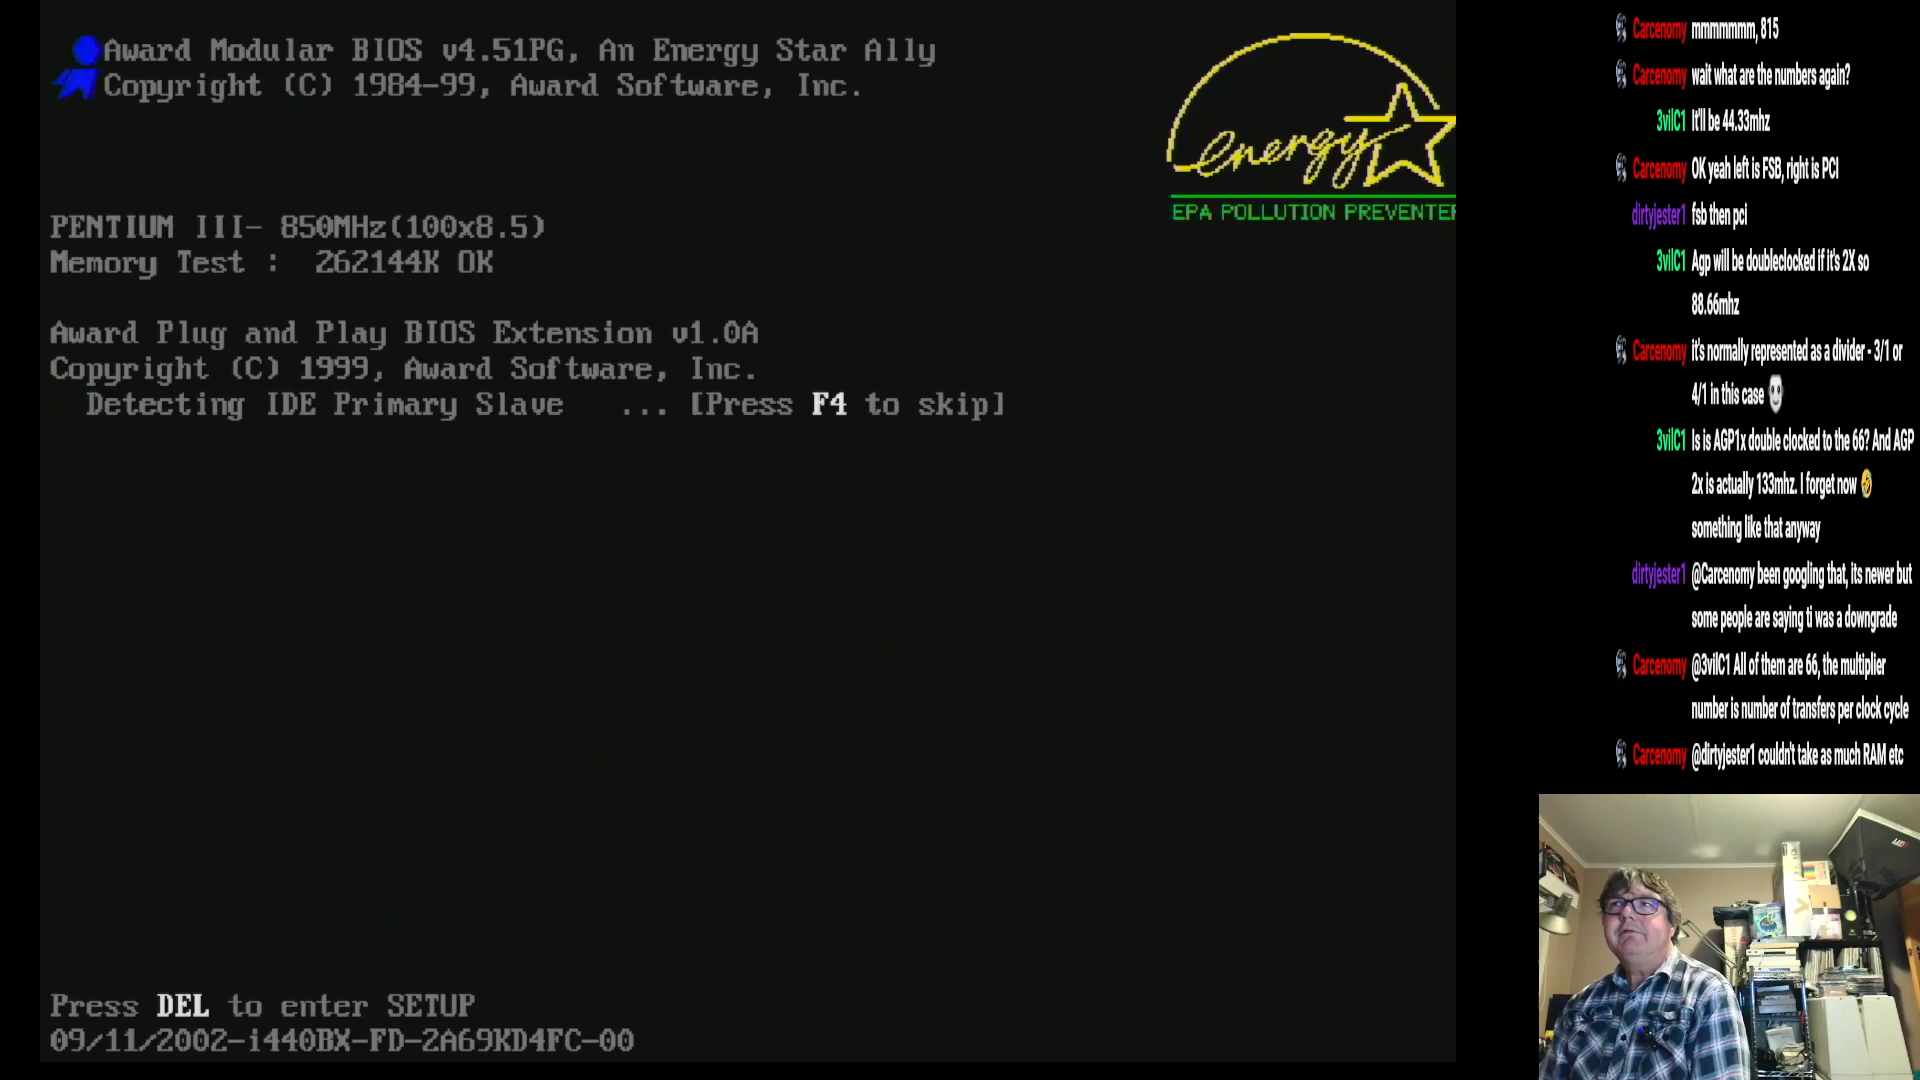 Award Modular BIOS v4.51PG, An Energy Star Ally
Copyright (C) 1984-99, Award Software, Inc.
energy
EPA POLLUTION PREVENTER
PENTIUM III- 850MHz(100x8.5)
Memory Test :  262144K OK
Award Plug and Play BIOS Extension v1.0A
Copyright (C) 1999, Award Software, Inc.
Detecting IDE Primary Slave   ... [Press F4 to skip]
Press DEL to enter SETUP
09/11/2002-i440BX-FD-2A69KD4FC-00
Carcenomy mmmmmmm, 815
Carcenomy wait what are the numbers again?
3vilC1 It'll be 44.33mhz
Carcenomy OK yeah left is FSB, right is PCI
dirtyjester1 fsb then pci
3vilC1 Agp will be doubleclocked if it's 2X so
88.66mhz
Carcenomy it's normally represented as a divider - 3/1 or
4/1 in this case
3vilC1 Is is AGP1x double clocked to the 66? And AGP
2x is actually 133mhz. I forget now 🤣
something like that anyway
dirtyjester1 @Carcenomy been googling that, its newer but
some people are saying ti was a downgrade
Carcenomy @3vilC1 All of them are 66, the multiplier
number is number of transfers per clock cycle
Carcenomy @dirtyjester1 couldn't take as much RAM etc